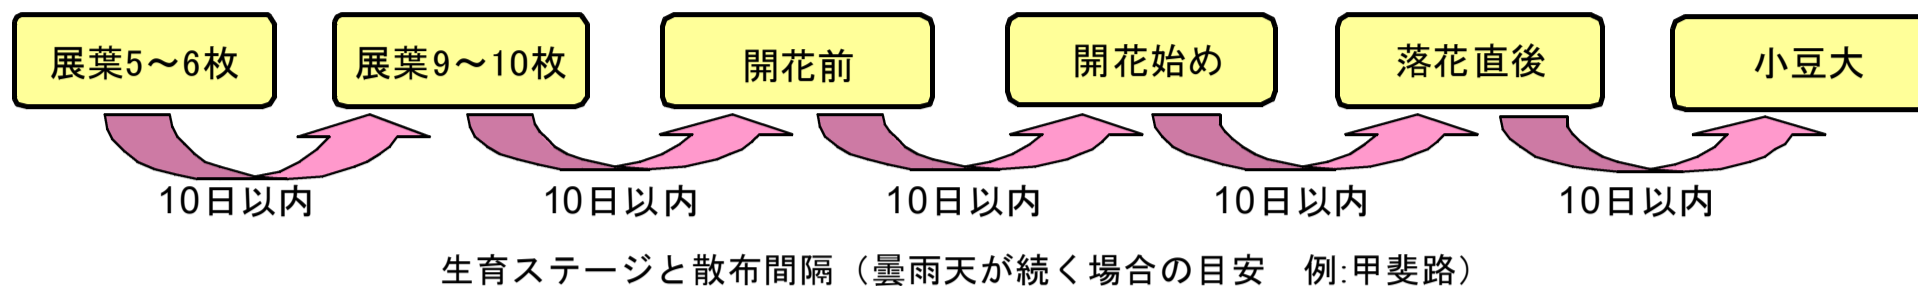 展葉5～6枚
展葉9～10枚
開花前
開花始め
落花直後
小豆大
10日以内
10日以内
10日以内
10日以内
10日以内
生育ステージと散布間隔（曇雨天が続く場合の目安　例:甲斐路）